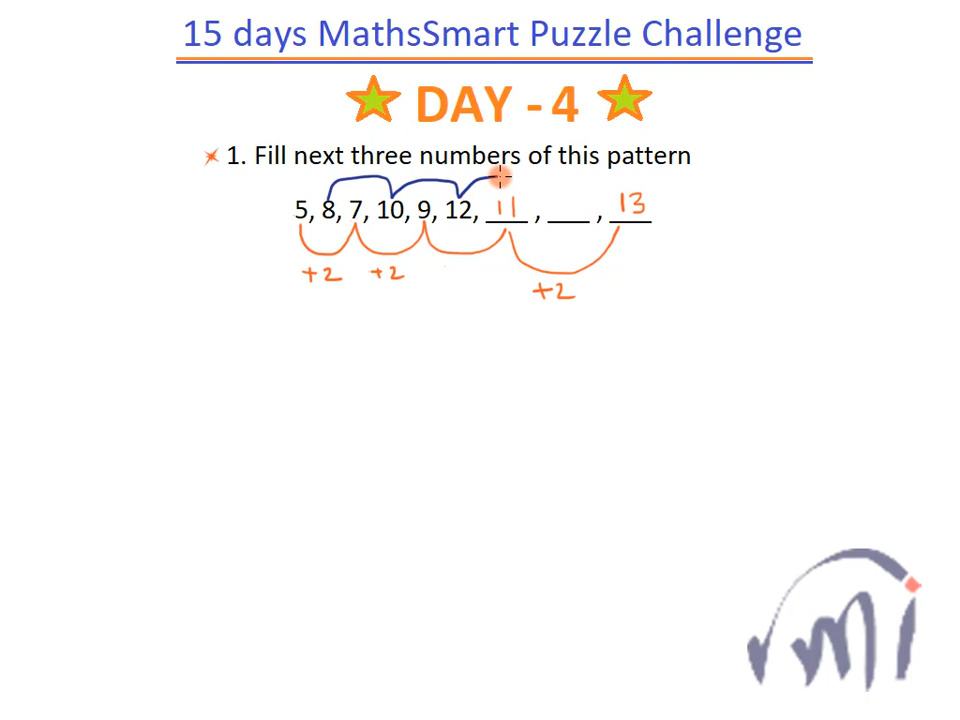 15 days MathsSmart Puzzle Challenge
DAY - 4
1. Fill next three numbers of this pattern
5, 8, 7, 10, 9, 12, 11 , ___ , 13
+2 +2 +2
vmi